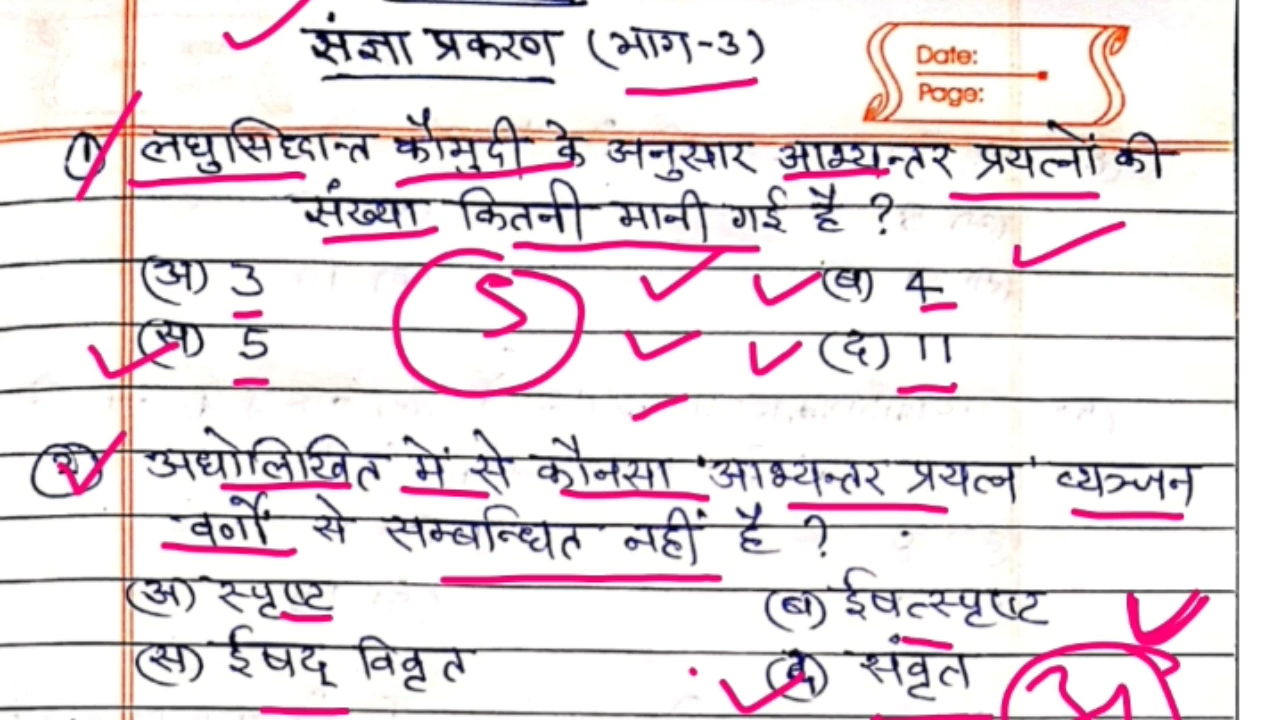 संज्ञा प्रकरण (भाग-3)
Date:
Page:
① लघुसिद्धान्त कौमुदी के अनुसार आभ्यन्तर प्रयत्नों की
संख्या कितनी मानी गई है ?
(अ) 3 (ब) 4
5
(स) 5 (द) 11
② अधोलिखित में से कौनसा 'आभ्यन्तर प्रयत्न' व्यञ्जन
वर्णों से सम्बन्धित नहीं है ?
(अ) स्पृष्ट (ब) ईषत्स्पृष्ट
(स) ईषद् विवृत (द) संवृत